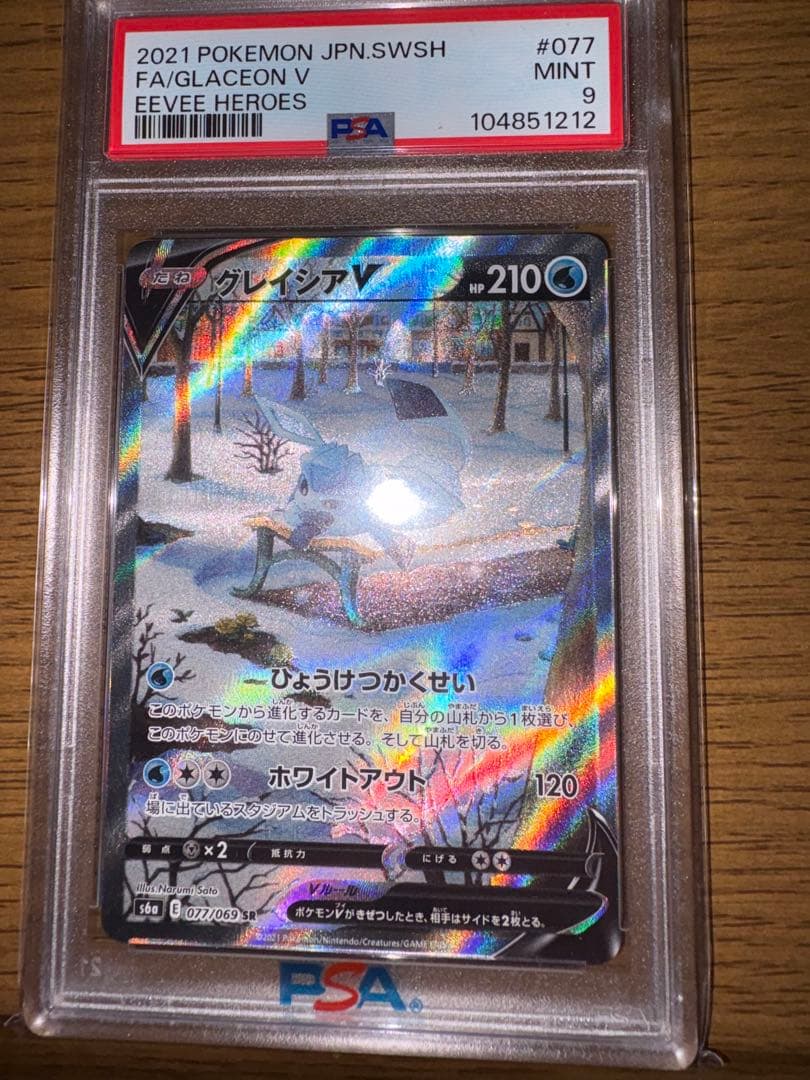 2021 POKEMON JPN.SWSH #077
FA/GLACEON V MINT
EEVEE HEROES 9
PSA 104851212
たね グレイシアV HP 210
ひょうけつかくせい
このポケモンから進化するカードを、自分の山札から1枚選び、
このポケモンにのせて進化させる。そして山札を切る。
ホワイトアウト 120
場に出ているスタジアムをトラッシュする。
弱点 ×2 抵抗力 にげる
Illus. Narumi Sato Vルール
s6a E 077/069 SR ポケモンVがきぜつしたとき、相手はサイドを2枚とる。
©2021 Pokémon/Nintendo/Creatures/GAME FREAK
PSA